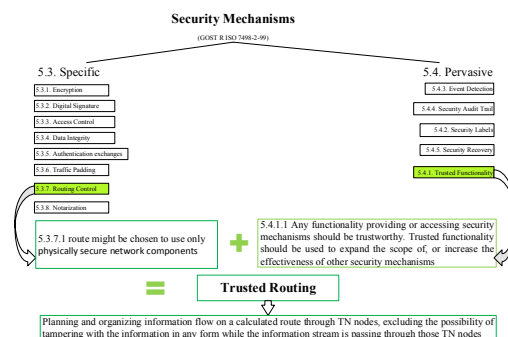 Security Mechanisms
(GOST R ISO 7498-2-99)
5.3. Specific
5.3.1. Encryption
5.3.2. Digital Signature
5.3.3. Access Control
5.3.4. Data Integrity
5.3.5. Authentication exchanges
5.3.6. Traffic Padding
5.3.7. Routing Control
5.3.8. Notarization
5.4. Pervasive
5.4.3. Event Detection
5.4.4. Security Audit Trail
5.4.2. Security Labels
5.4.5. Security Recovery
5.4.1. Trusted Functionality
5.3.7.1 route might be chosen to use only
physically secure network components
+
5.4.1.1 Any functionality providing or accessing security
mechanisms should be trustworthy. Trusted functionality
should be used to expand the scope of, or increase the
effectiveness of other security mechanisms
=
Trusted Routing
Planning and organizing information flow on a calculated route through TN nodes, excluding the possibility of
tampering with the information in any form while the information stream is passing through those TN nodes